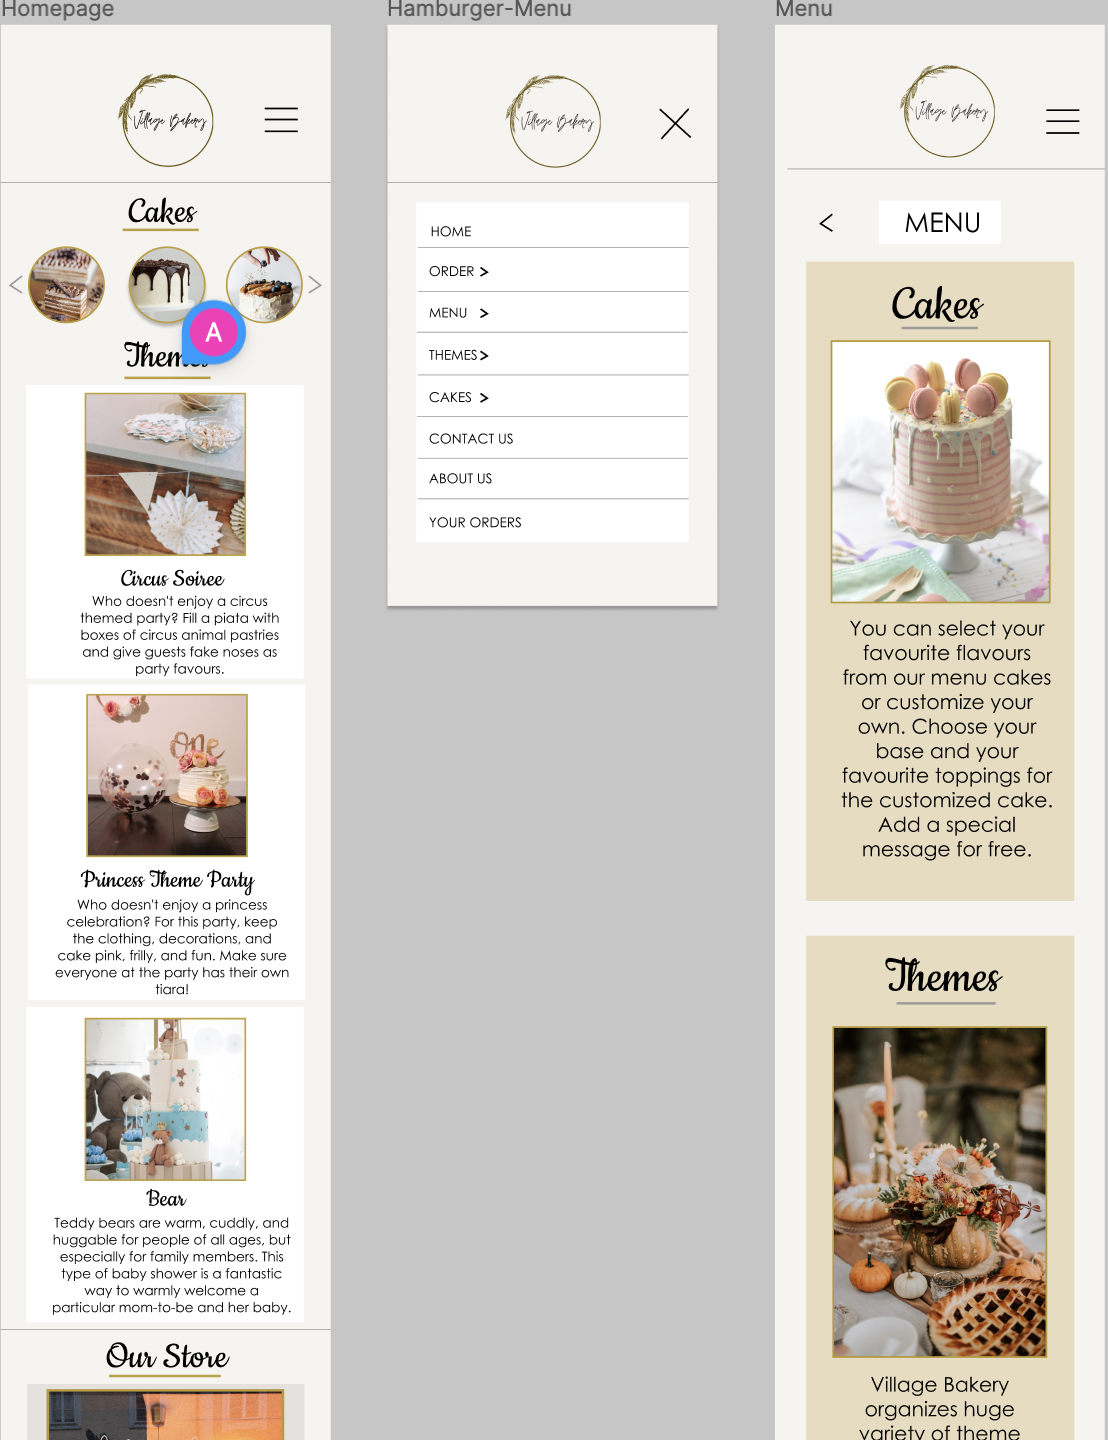 Homepage
Village Bakery
Cakes
A
Themes
Circus Soiree
Who doesn't enjoy a circus
themed party? Fill a piata with
boxes of circus animal pastries
and give guests fake noses as
party favours.
one
Princess Theme Party
Who doesn't enjoy a princess
celebration? For this party, keep
the clothing, decorations, and
cake pink, frilly, and fun. Make sure
everyone at the party has their own
tiara!
Bear
Teddy bears are warm, cuddly, and
huggable for people of all ages, but
especially for family members. This
type of baby shower is a fantastic
way to warmly welcome a
particular mom-to-be and her baby.
Our Store
Hamburger-Menu
Village Bakery
HOME
ORDER >
MENU >
THEMES >
CAKES >
CONTACT US
ABOUT US
YOUR ORDERS
Menu
Village Bakery
< MENU
Cakes
You can select your
favourite flavours
from our menu cakes
or customize your
own. Choose your
base and your
favourite toppings for
the customized cake.
Add a special
message for free.
Themes
Village Bakery
organizes huge
variety of theme